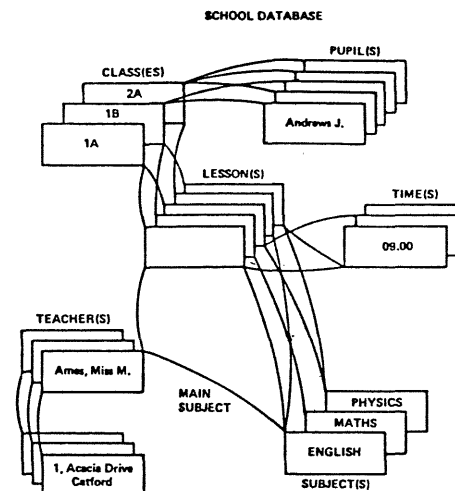 SCHOOL DATABASE
PUPIL(S)
CLASS(ES)
2A
1B
1A
Andrews J.
LESSON(S)
TIME(S)
09.00
TEACHER(S)
Ames, Miss M.
MAIN
SUBJECT
PHYSICS
MATHS
ENGLISH
1, Acacia Drive
Catford
SUBJECT(S)